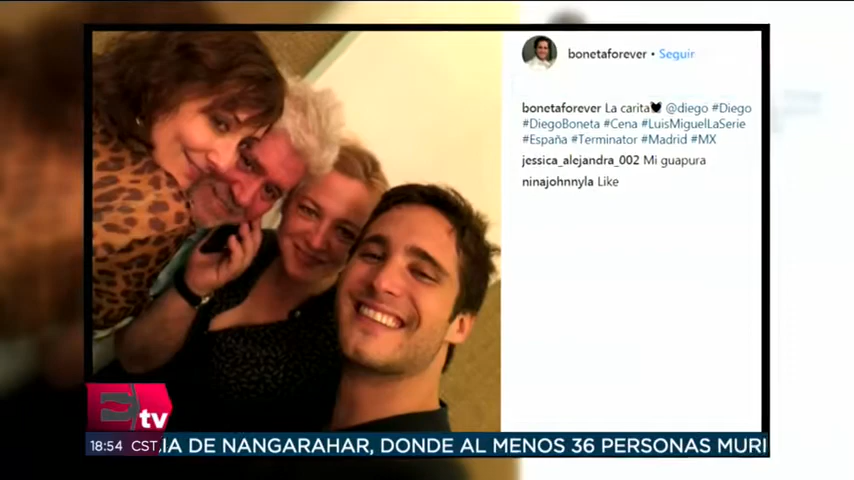 bonetaforever • Seguir
bonetaforever La carita @diego #Diego
#DiegoBoneta #Cena #LuisMiguelLaSerie
#España #Terminator #Madrid #MX
jessica_alejandra_002 Mi guapura
ninajohnnyla Like
tv
18:54 CST IA DE NANGARAHAR, DONDE AL MENOS 36 PERSONAS MURI